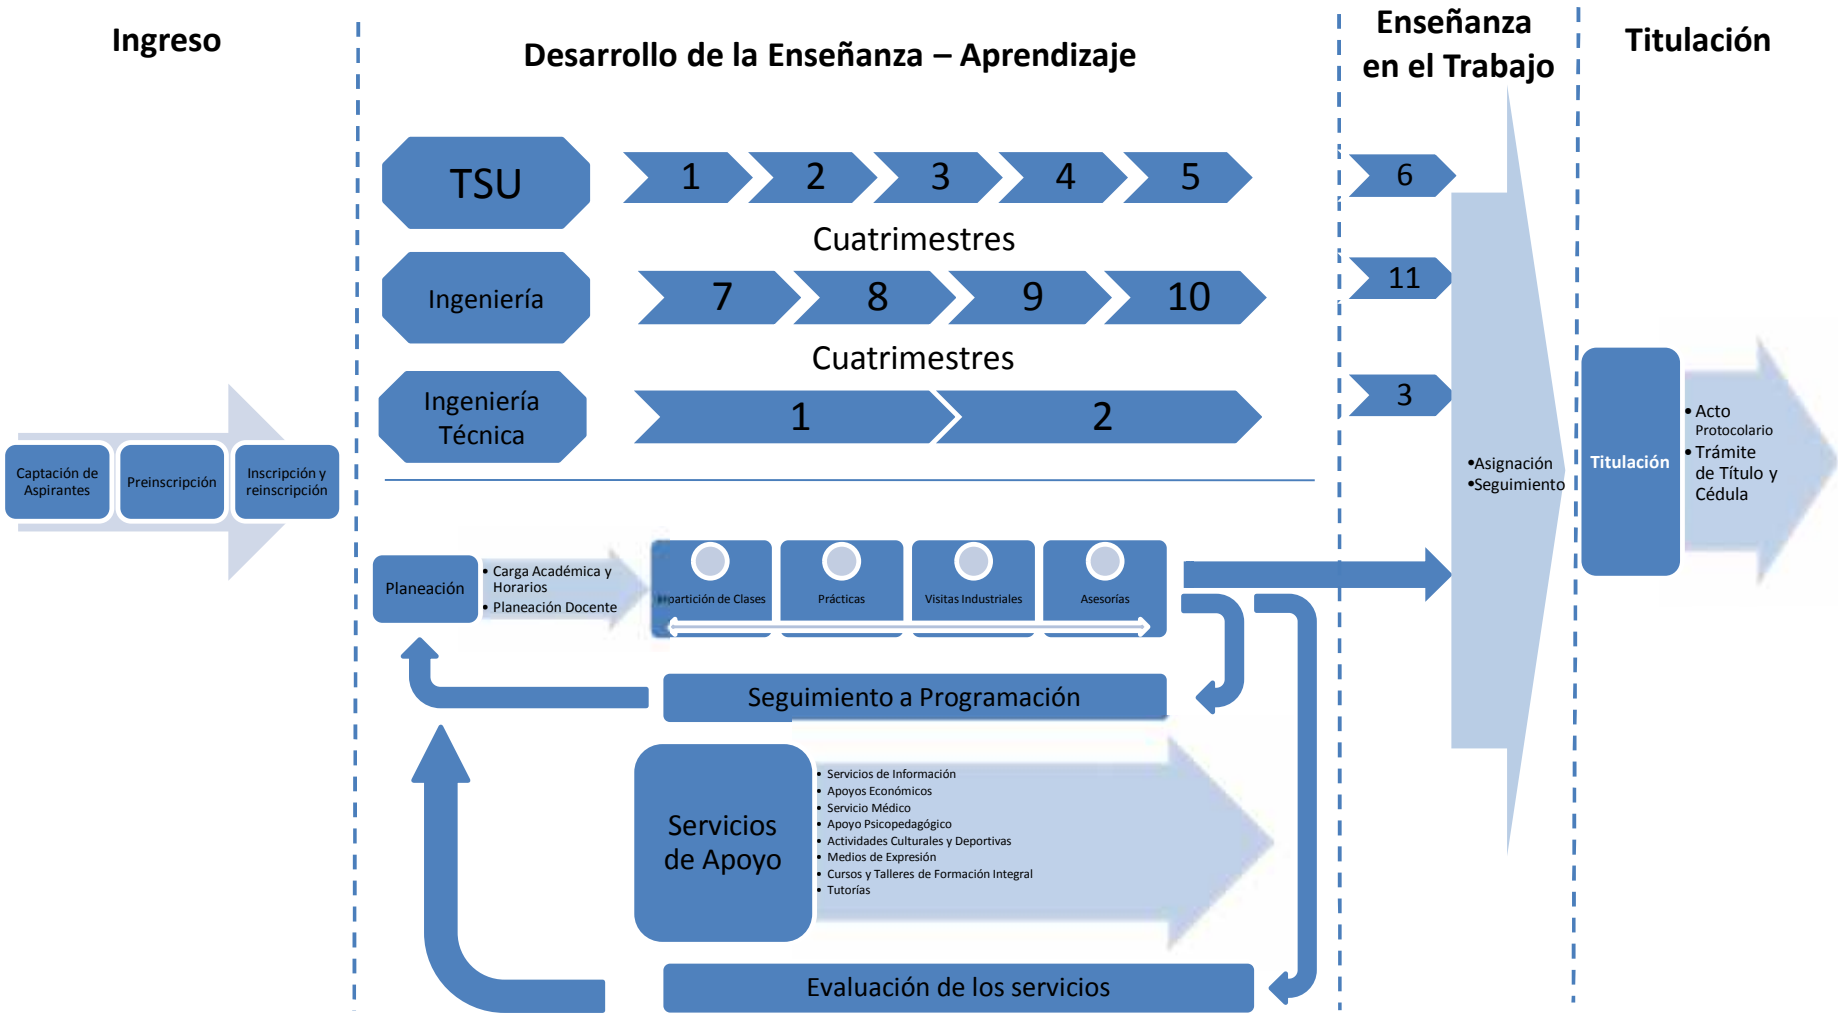 Ingreso
Desarrollo de la Enseñanza – Aprendizaje
Enseñanza
en el Trabajo
Titulación
TSU
1
2
3
4
5
6
Cuatrimestres
Ingeniería
7
8
9
10
11
Cuatrimestres
Ingeniería
Técnica
1
2
3
Captación de
Aspirantes
Preinscripción
Inscripción y
reinscripción
•Asignación
•Seguimiento
Titulación
• Acto
Protocolario
• Trámite
de Título y
Cédula
Planeación
• Carga Académica y
Horarios
• Planeación Docente
de Clases
Prácticas
Visitas Industriales
Asesorías
Seguimiento a Programación
Servicios
de Apoyo
• Servicios de Información
• Apoyos Económicos
• Servicio Médico
• Apoyo Psicopedagógico
• Actividades Culturales y Deportivas
• Medios de Expresión
• Cursos y Talleres de Formación Integral
• Tutorías
Evaluación de los servicios